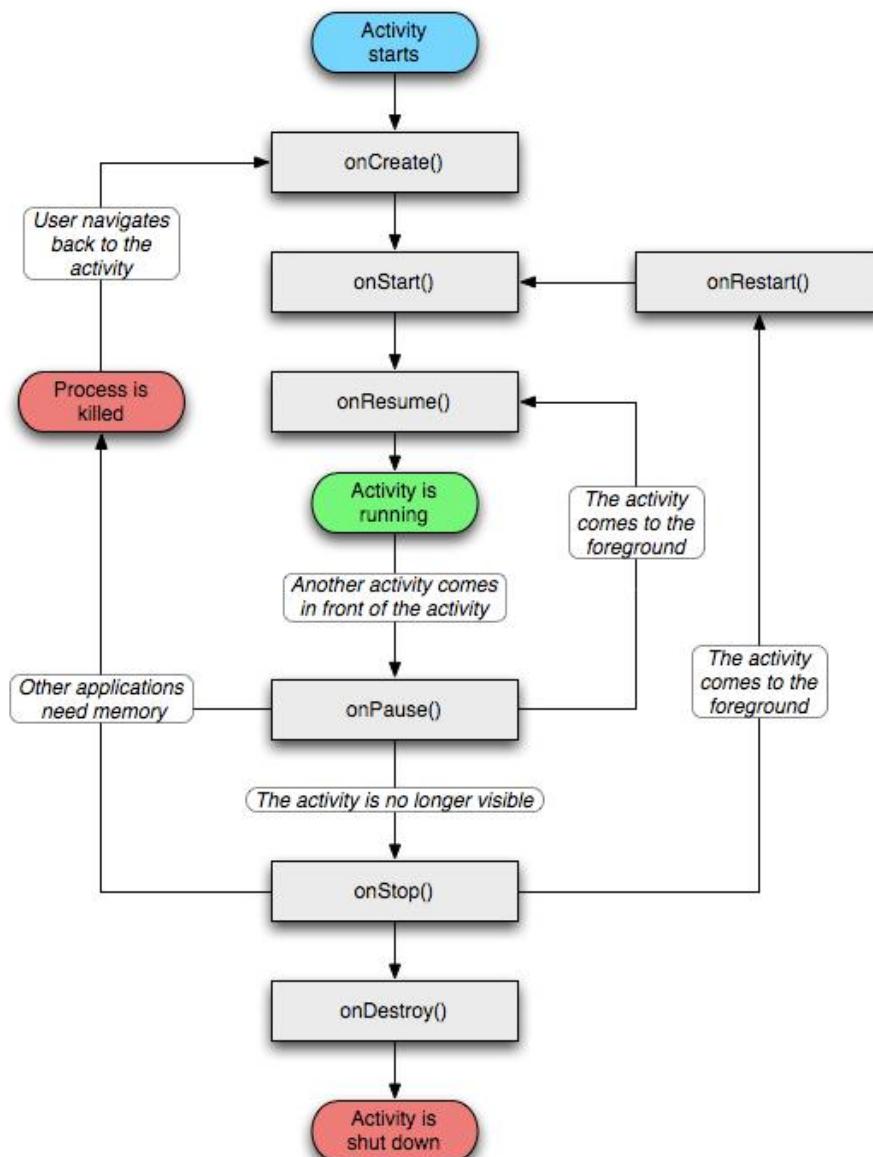 Activity
starts
onCreate()
User navigates
back to the
activity
onStart()
onRestart()
Process is
killed
onResume()
Activity is
running
The activity
comes to the
foreground
Another activity comes
in front of the activity
The activity
comes to the
foreground
Other applications
need memory
onPause()
The activity is no longer visible
onStop()
onDestroy()
Activity is
shut down